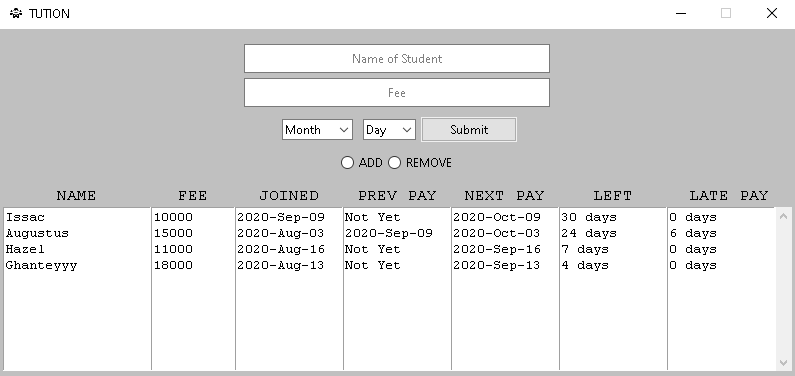 TUTION
Name of Student
Fee
Month Day Submit
ADD REMOVE
NAME FEE JOINED PREV PAY NEXT PAY LEFT LATE PAY
Issac 10000 2020-Sep-09 Not Yet 2020-Oct-09 30 days 0 days
Augustus 15000 2020-Aug-03 2020-Sep-09 2020-Oct-03 24 days 6 days
Hazel 11000 2020-Aug-16 Not Yet 2020-Sep-16 7 days 0 days
Ghanteyyy 18000 2020-Aug-13 Not Yet 2020-Sep-13 4 days 0 days